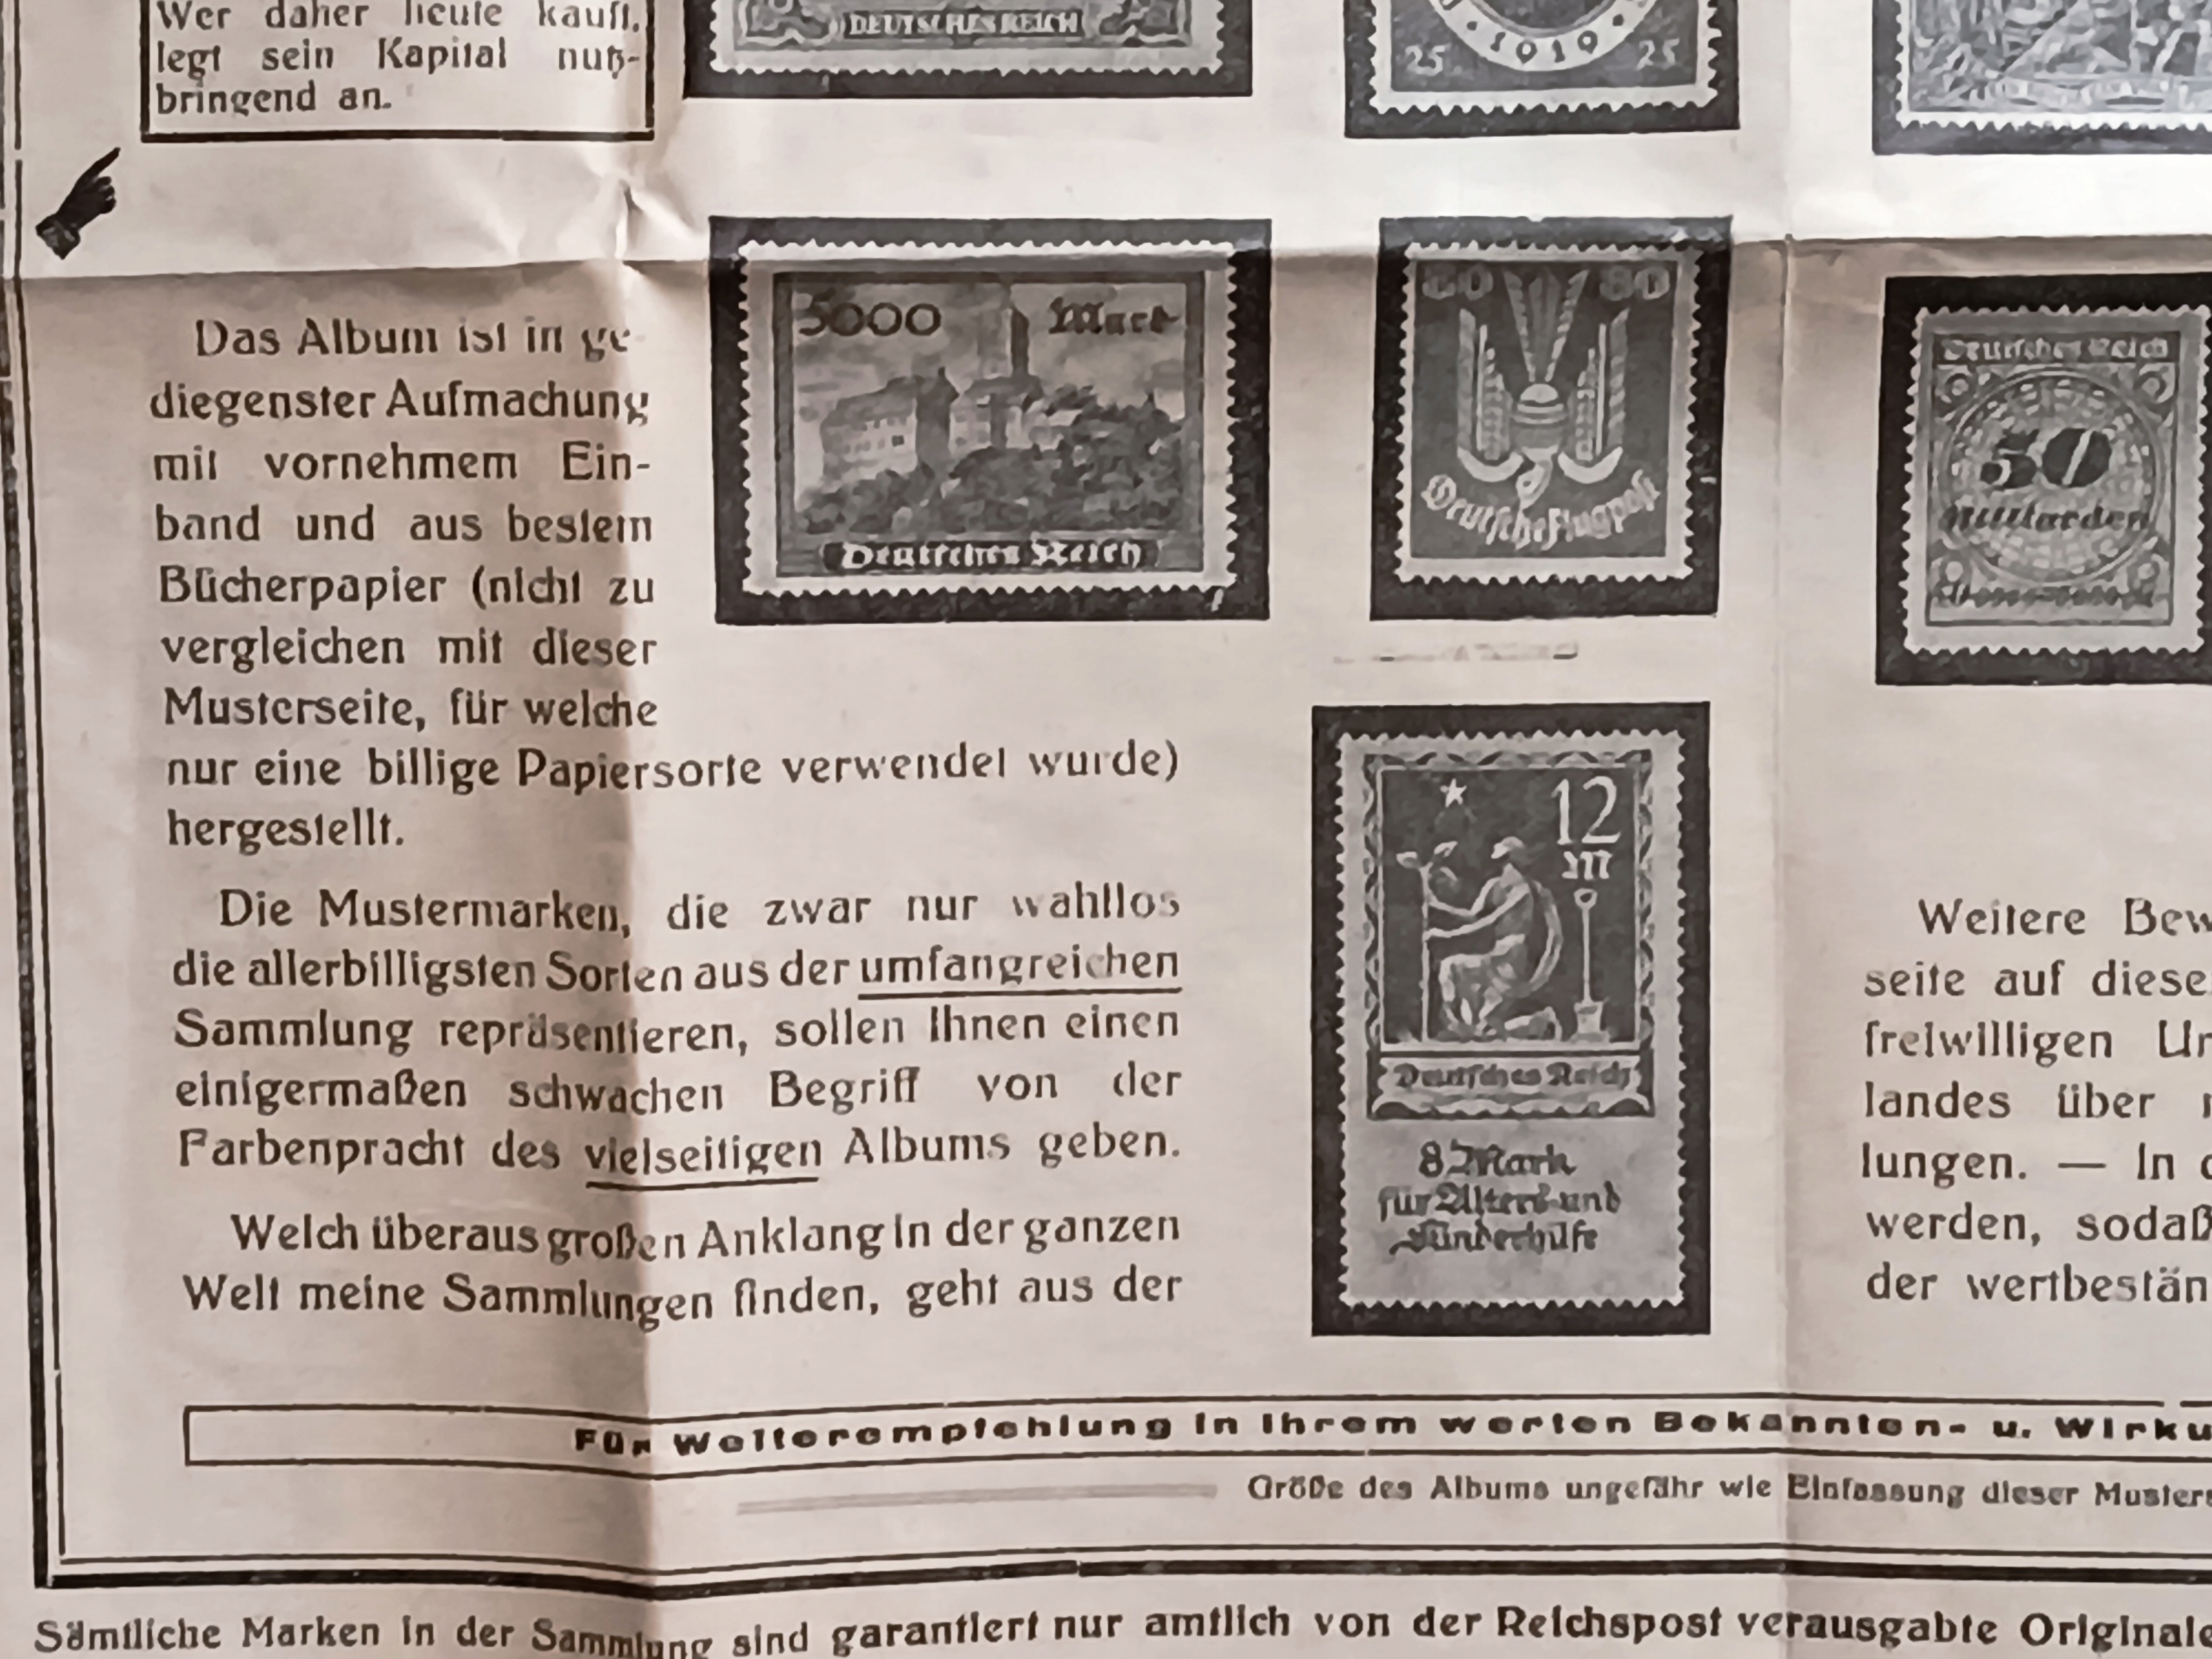 Wer daher heute kauft,
legt sein Kapital nutz-
bringend an.
DEUTSCHES REICH
1919
25 25
Das Album ist in ge
diegenster Aufmachung
mit vornehmem Ein-
band und aus bestem
Bücherpapier (nicht zu
vergleichen mit dieser
Musterseite, für welche
nur eine billige Papiersorte verwendet wurde)
hergestellt.
5000 Mark
Deutsches Reich
80 80
Deutsche Flugpost
Deutsches Reich
50
Milliarden
12
M
Deutsches Reich
8 Mark
für Alters- und
Kinderhilfe
Die Mustermarken, die zwar nur wahllos
die allerbilligsten Sorten aus der umfangreichen
Sammlung repräsentieren, sollen Ihnen einen
einigermaßen schwachen Begriff von der
Farbenpracht des vielseitigen Albums geben.
Welch überaus großen Anklang in der ganzen
Welt meine Sammlungen finden, geht aus der
Weitere Bew
seite auf diese
freiwilligen Ur
landes über
lungen. — In
werden, sodaß
der wertbestän
Für Weiterempfehlung in Ihrem werten Bekannten- u. Wirku
Größe des Albums ungefähr wie Einfassung dieser Musters
Sämtliche Marken in der Sammlung sind garantiert nur amtlich von der Reichspost verausgabte Originale